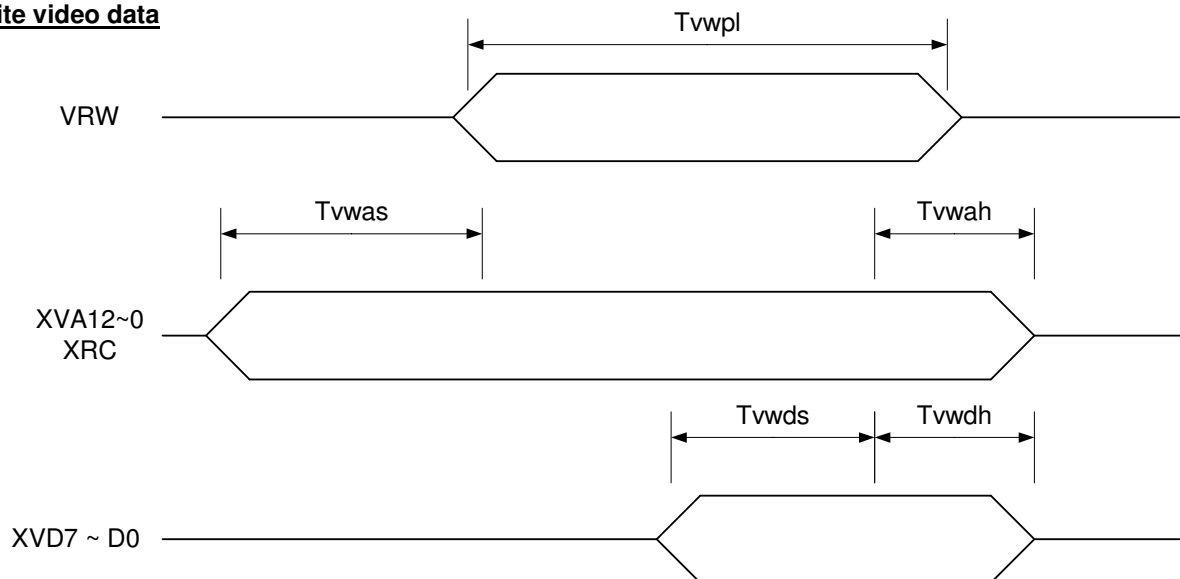 ite video data
Tvwpl
VRW
Tvwas
Tvwah
XVA12~0
XRC
Tvwds
Tvwdh
XVD7 ~ D0